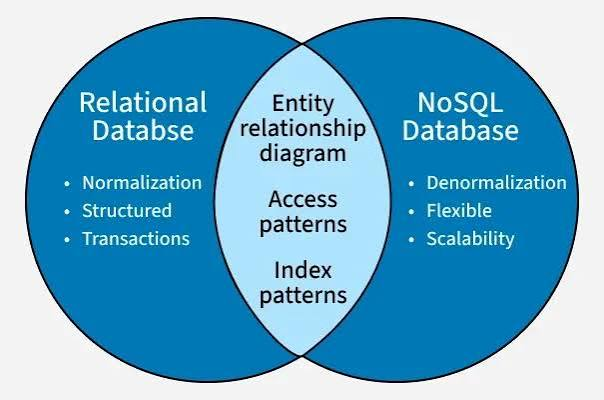 Relational
Databse
• Normalization
• Structured
• Transactions
Entity
relationship
diagram
Access
patterns
Index
patterns
NoSQL
Database
• Denormalization
• Flexible
• Scalability